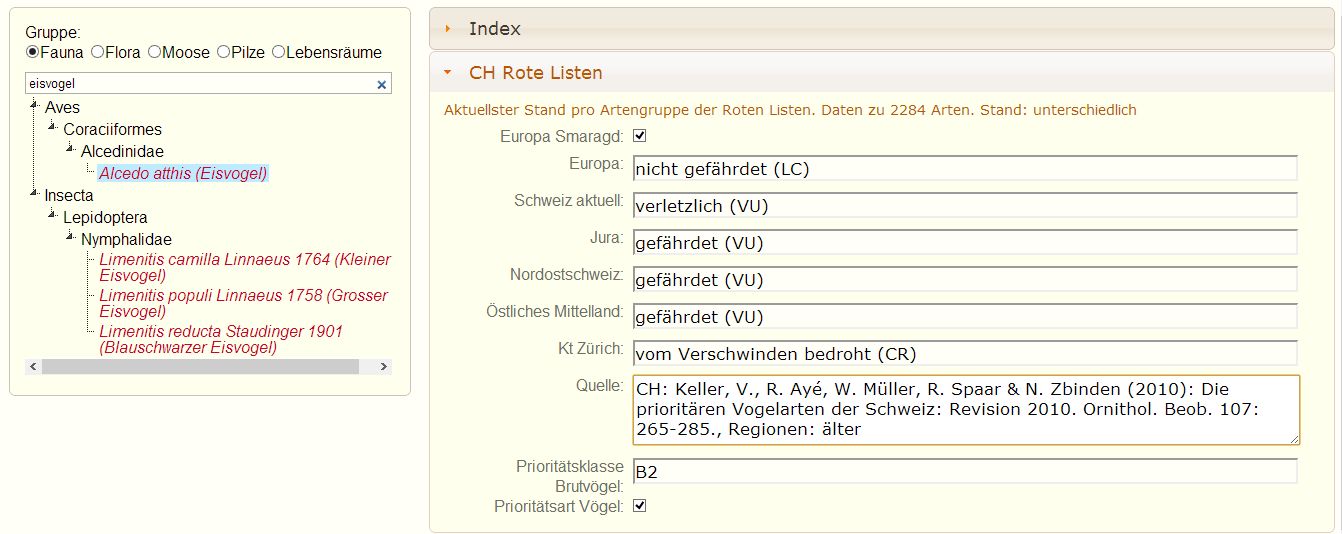 Gruppe:
Fauna Flora Moose Pilze Lebensräume
eisvogel
Aves
Coraciiformes
Alcedinidae
Alcedo atthis (Eisvogel)
Insecta
Lepidoptera
Nymphalidae
Limenitis camilla Linnaeus 1764 (Kleiner
Eisvogel)
Limenitis populi Linnaeus 1758 (Grosser
Eisvogel)
Limenitis reducta Staudinger 1901
(Blauschwarzer Eisvogel)
Index
CH Rote Listen
Aktuellster Stand pro Artengruppe der Roten Listen. Daten zu 2284 Arten. Stand: unterschiedlich
Europa Smaragd:
Europa: nicht gefährdet (LC)
Schweiz aktuell: verletzlich (VU)
Jura: gefährdet (VU)
Nordostschweiz: gefährdet (VU)
Östliches Mittelland: gefährdet (VU)
Kt Zürich: vom Verschwinden bedroht (CR)
Quelle: CH: Keller, V., R. Ayé, W. Müller, R. Spaar & N. Zbinden (2010): Die
prioritären Vogelarten der Schweiz: Revision 2010. Ornithol. Beob. 107:
265-285., Regionen: älter
Prioritätsklasse
Brutvögel: B2
Prioritätsart Vögel: